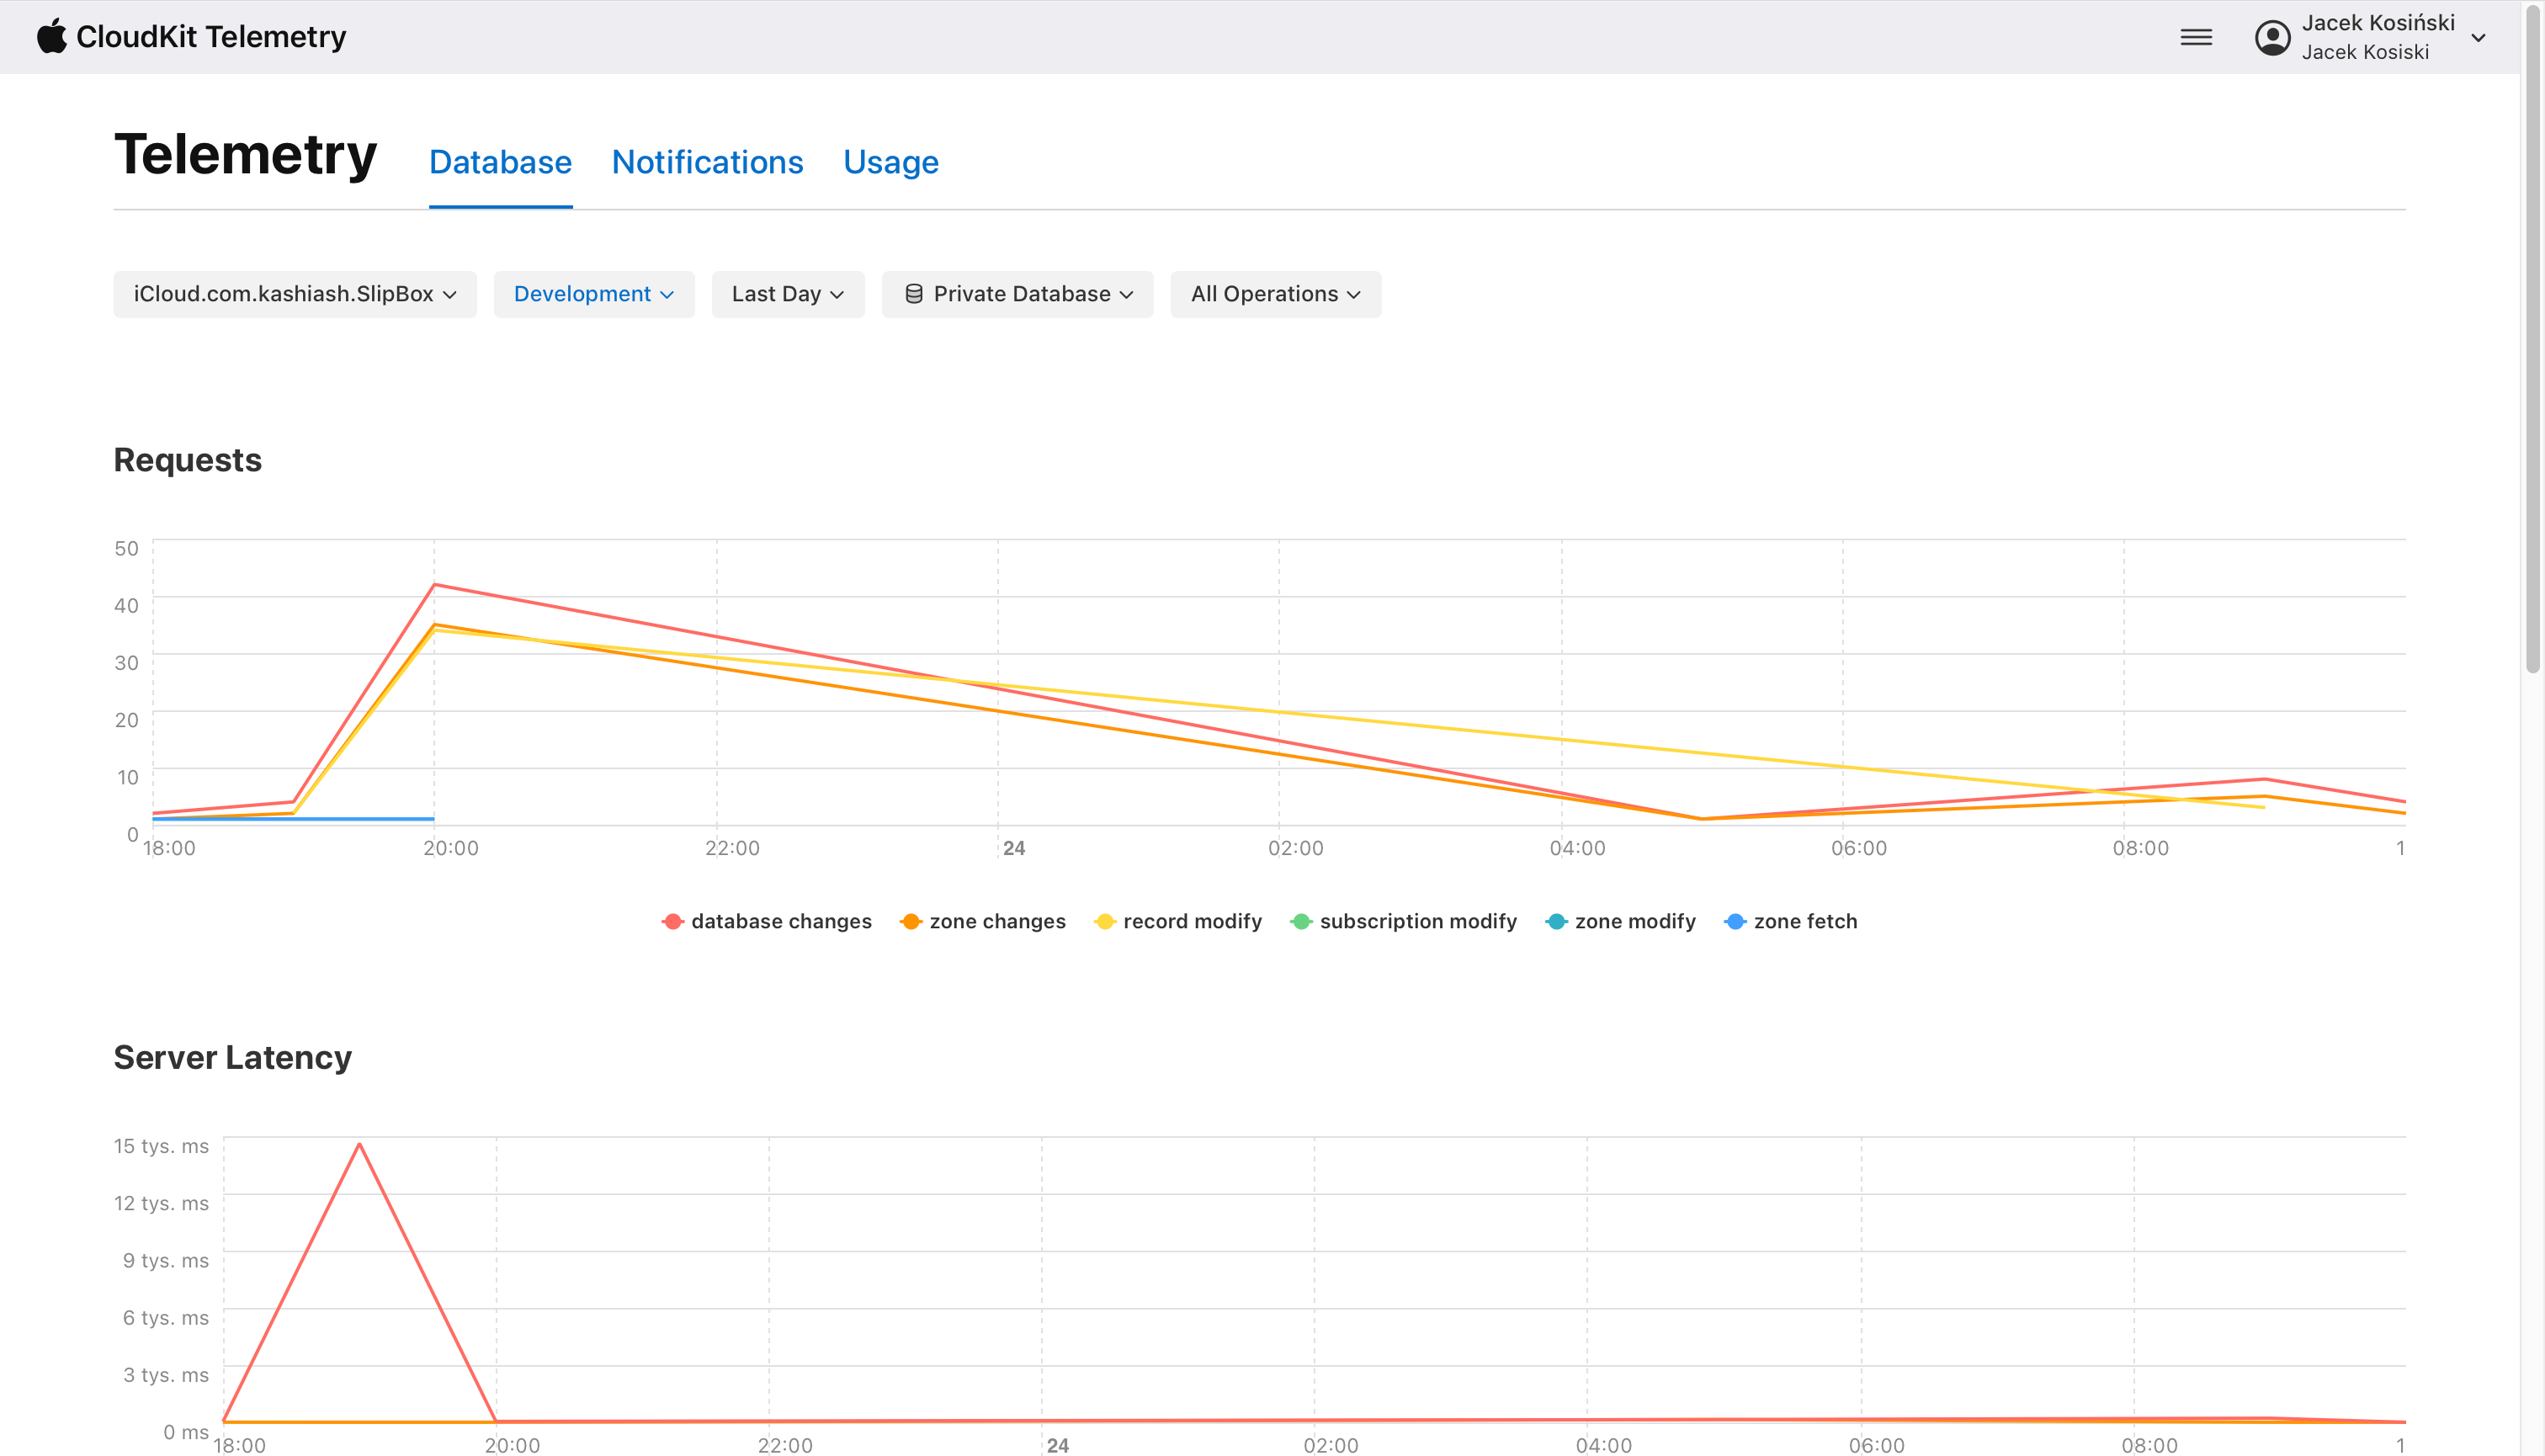 CloudKit Telemetry
Jacek Kosiński
Jacek Kosiski
Telemetry Database Notifications Usage
iCloud.com.kashiash.SlipBox Development Last Day Private Database All Operations
Requests
50
40
30
20
10
0
18:00 20:00 22:00 24 02:00 04:00 06:00 08:00 1
database changes zone changes record modify subscription modify zone modify zone fetch
Server Latency
15 tys. ms
12 tys. ms
9 tys. ms
6 tys. ms
3 tys. ms
0 ms
18:00 20:00 22:00 24 02:00 04:00 06:00 08:00 1